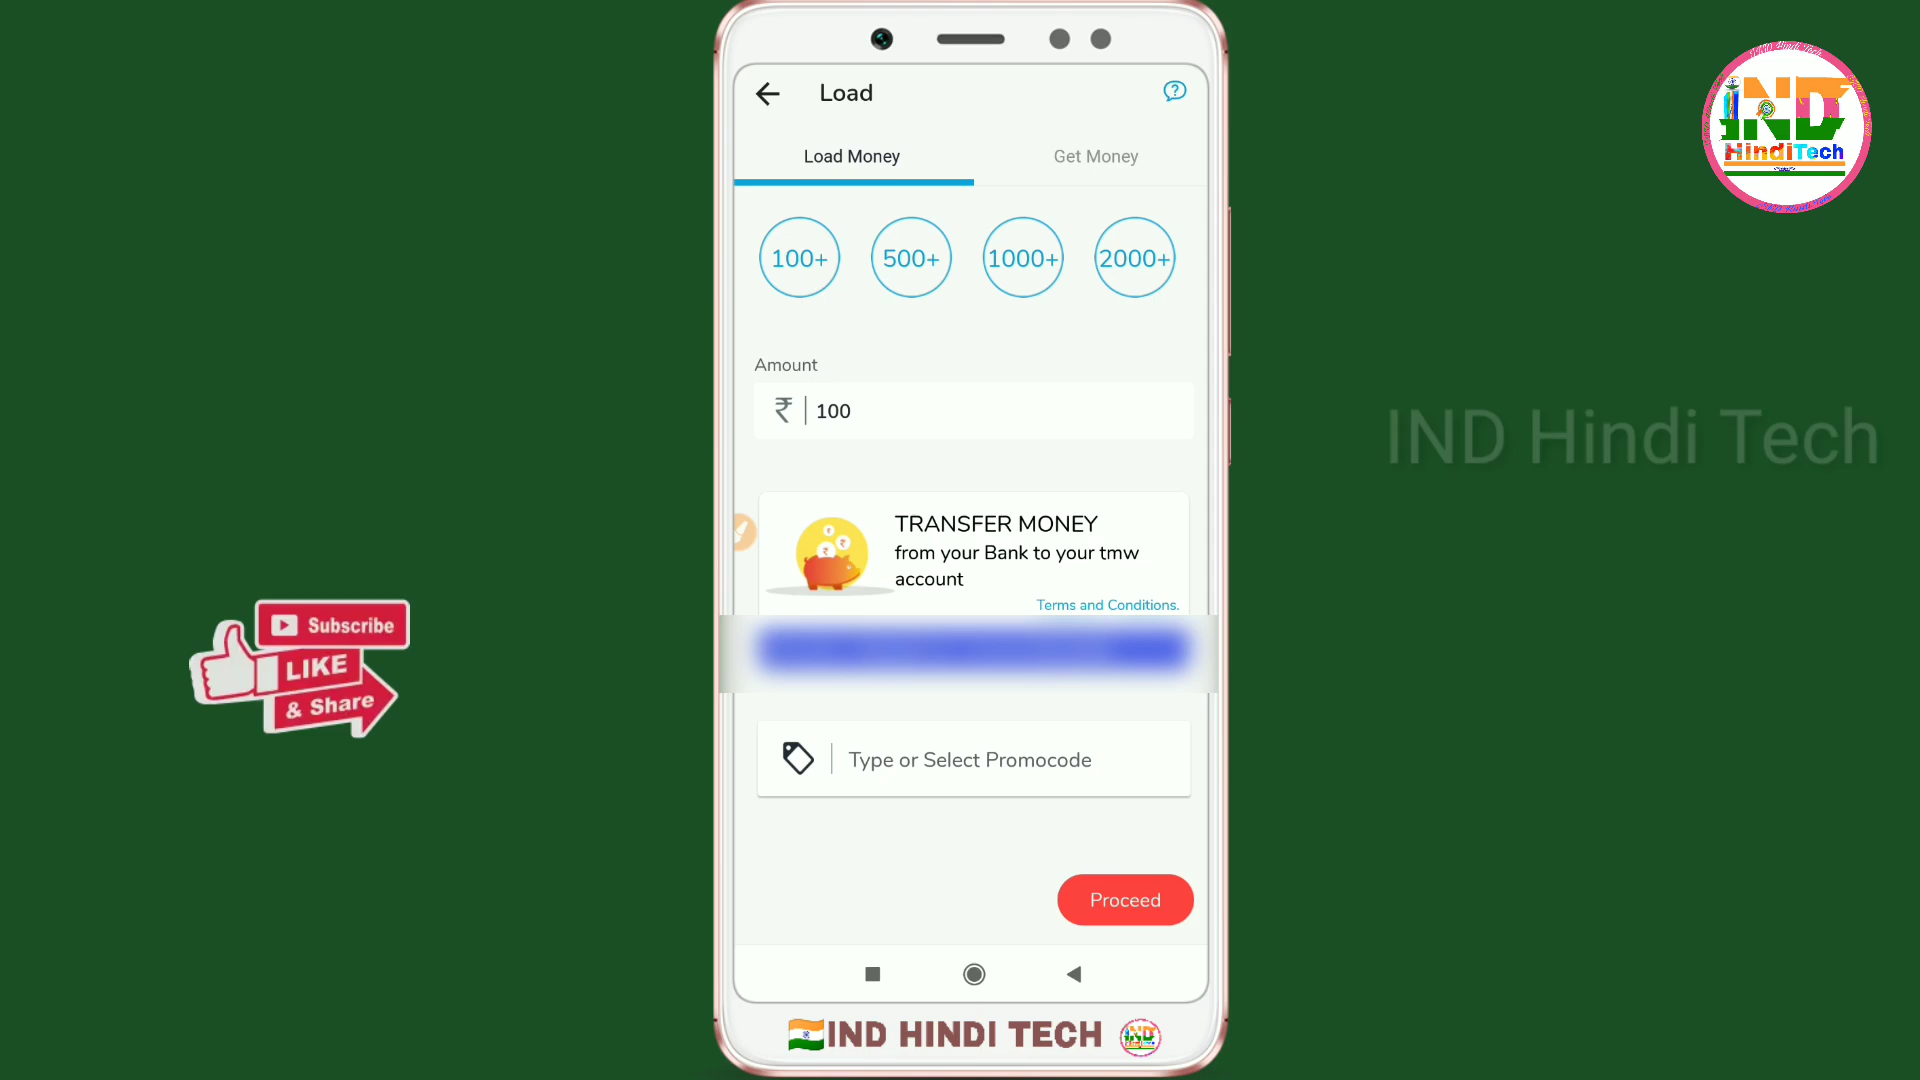 Load
Load Money
Get Money
100+
500+
1000+
2000+
Amount
₹ 100
TRANSFER MONEY
from your Bank to your tmw
account
Terms and Conditions.
Type or Select Promocode
Proceed
IND HINDI TECH
IND
HindiTech
IND Hindi Tech
Subscribe
LIKE
& Share